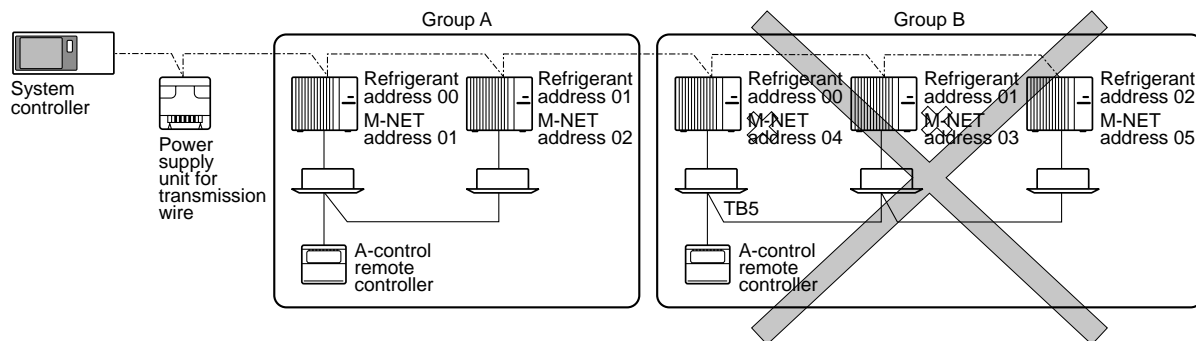 Group A
Group B
System
controller
Power
supply
unit for
transmission
wire
Refrigerant
address 00
M-NET
address 01
Refrigerant
address 01
M-NET
address 02
A-control
remote
controller
Refrigerant
address 00
M-NET
address 04
Refrigerant
address 01
M-NET
address 03
Refrigerant
address 02
M-NET
address 05
TB5
A-control
remote
controller